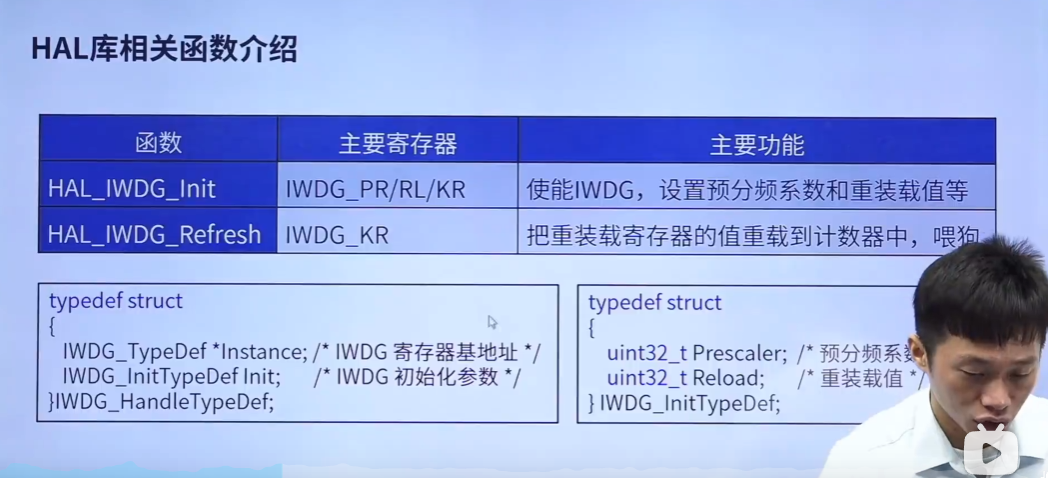 HAL库相关函数介绍
函数 主要寄存器 主要功能
HAL_IWDG_Init IWDG_PR/RL/KR 使能IWDG，设置预分频系数和重装载值等
HAL_IWDG_Refresh IWDG_KR 把重装载寄存器的值重载到计数器中，喂狗
typedef struct
{
IWDG_TypeDef *Instance; /* IWDG 寄存器基地址 */
IWDG_InitTypeDef Init; /* IWDG 初始化参数 */
}IWDG_HandleTypeDef;
typedef struct
{
uint32_t Prescaler; /* 预分频系
uint32_t Reload; /* 重装载值 */
} IWDG_InitTypeDef;